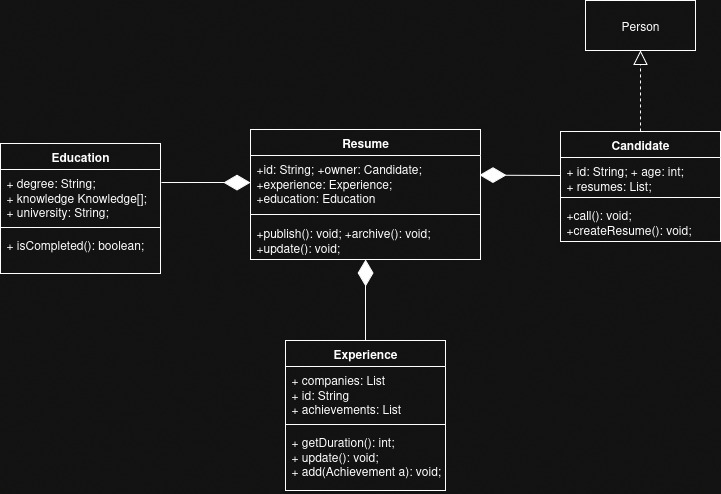 Person
Education
+ degree: String;
+ knowledge Knowledge[];
+ university: String;
+ isCompleted(): boolean;
Resume
+id: String; +owner: Candidate;
+experience: Experience;
+education: Education
+publish(): void; +archive(): void;
+update(): void;
Candidate
+ id: String; + age: int;
+ resumes: List;
+call(): void;
+createResume(): void;
Experience
+ companies: List
+ id: String
+ achievements: List
+ getDuration(): int;
+ update(): void;
+ add(Achievement a): void;